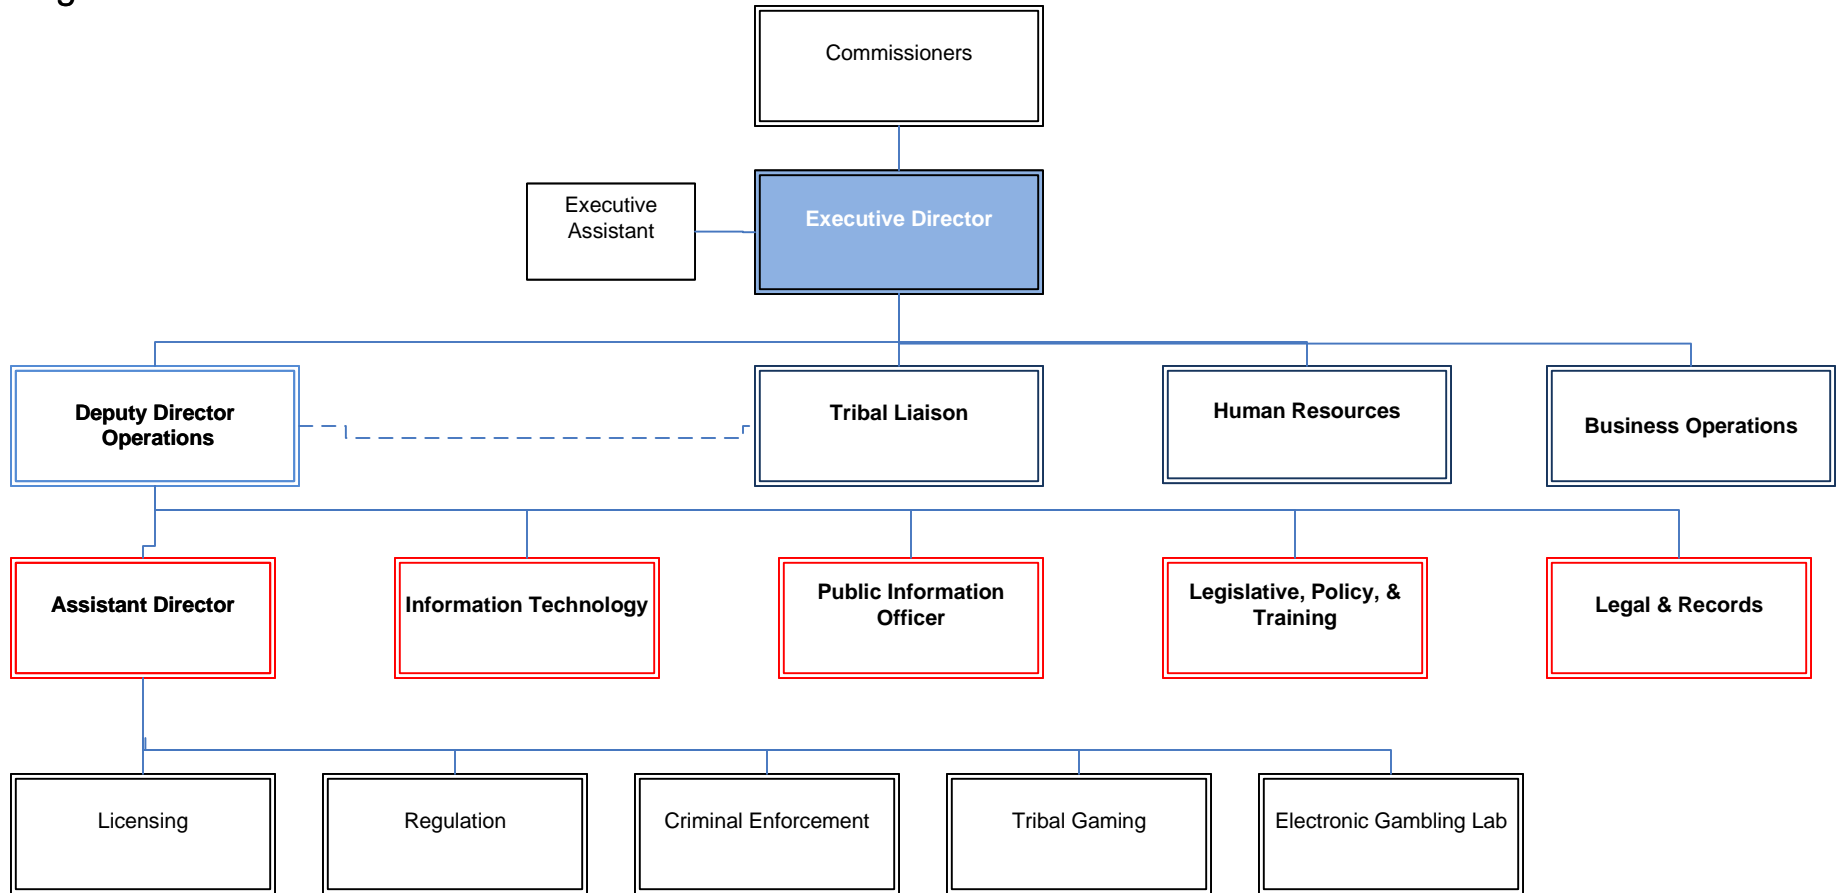 g
Commissioners
Executive
Assistant
Executive Director
Deputy Director
Operations
Tribal Liaison
Human Resources
Business Operations
Assistant Director
Information Technology
Public Information
Officer
Legislative, Policy, &
Training
Legal & Records
Licensing
Regulation
Criminal Enforcement
Tribal Gaming
Electronic Gambling Lab